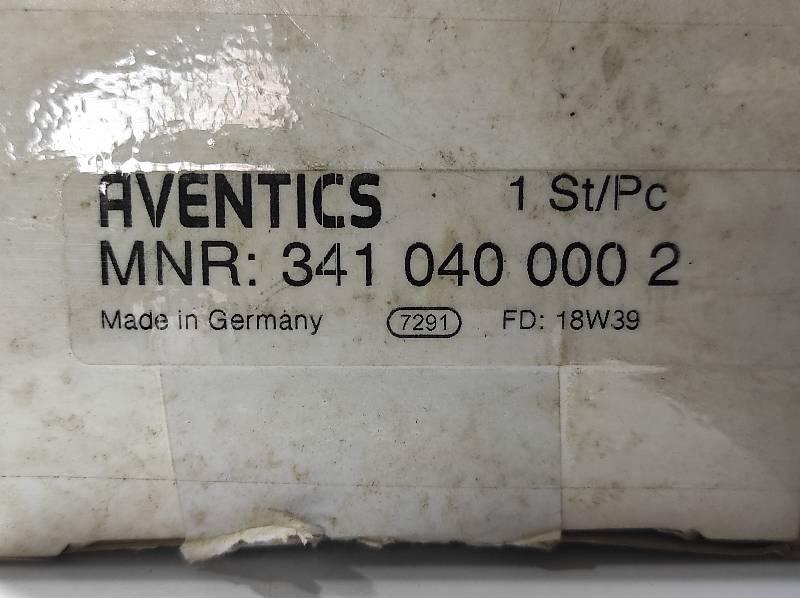 AVENTICS 1 St/Pc
MNR: 341 040 000 2
Made in Germany 7291 FD: 18W39